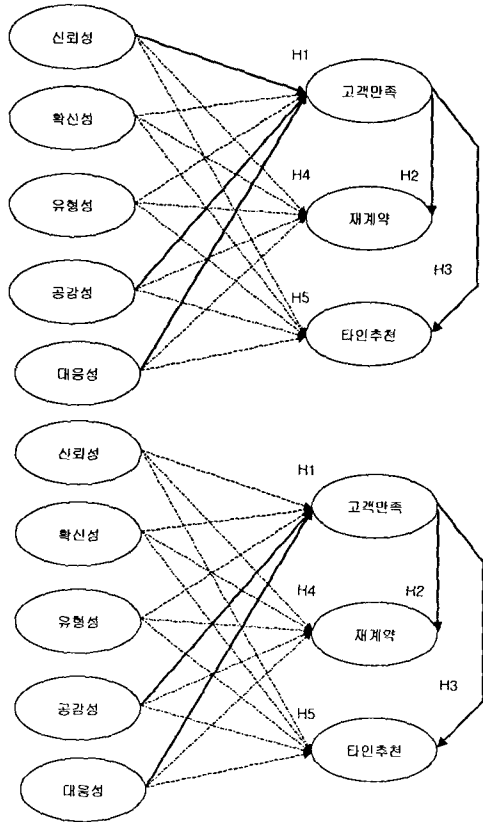 신뢰성
H1
고객만족
확신성
H4
H2
유형성
재계약
H3
공감성
H5
타인추천
대응성
산뢰성
H1
고객만족
확신성
H4
H2
유형성
재계약
H3
공감성
H5
타인추천
대응성